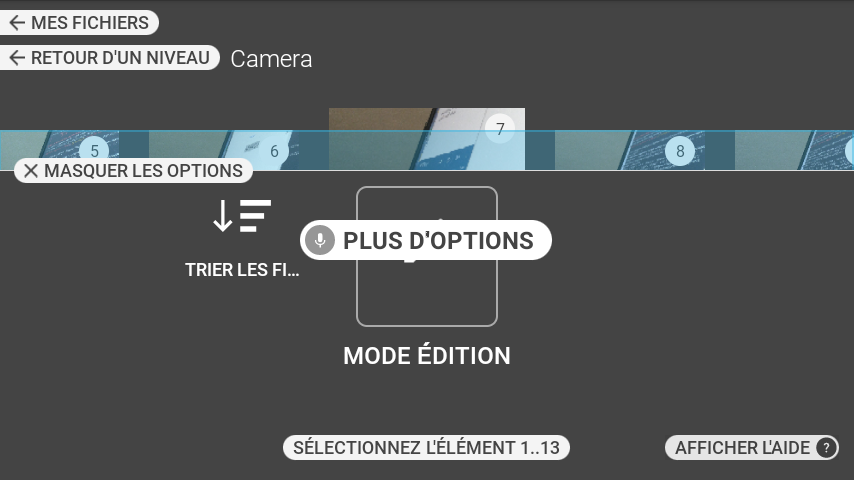 MES FICHIERS
RETOUR D'UN NIVEAU
Camera
5 6 7 8
MASQUER LES OPTIONS
PLUS D'OPTIONS
TRIER LES FI...
MODE ÉDITION
SÉLECTIONNEZ L'ÉLÉMENT 1..13
AFFICHER L'AIDE ?